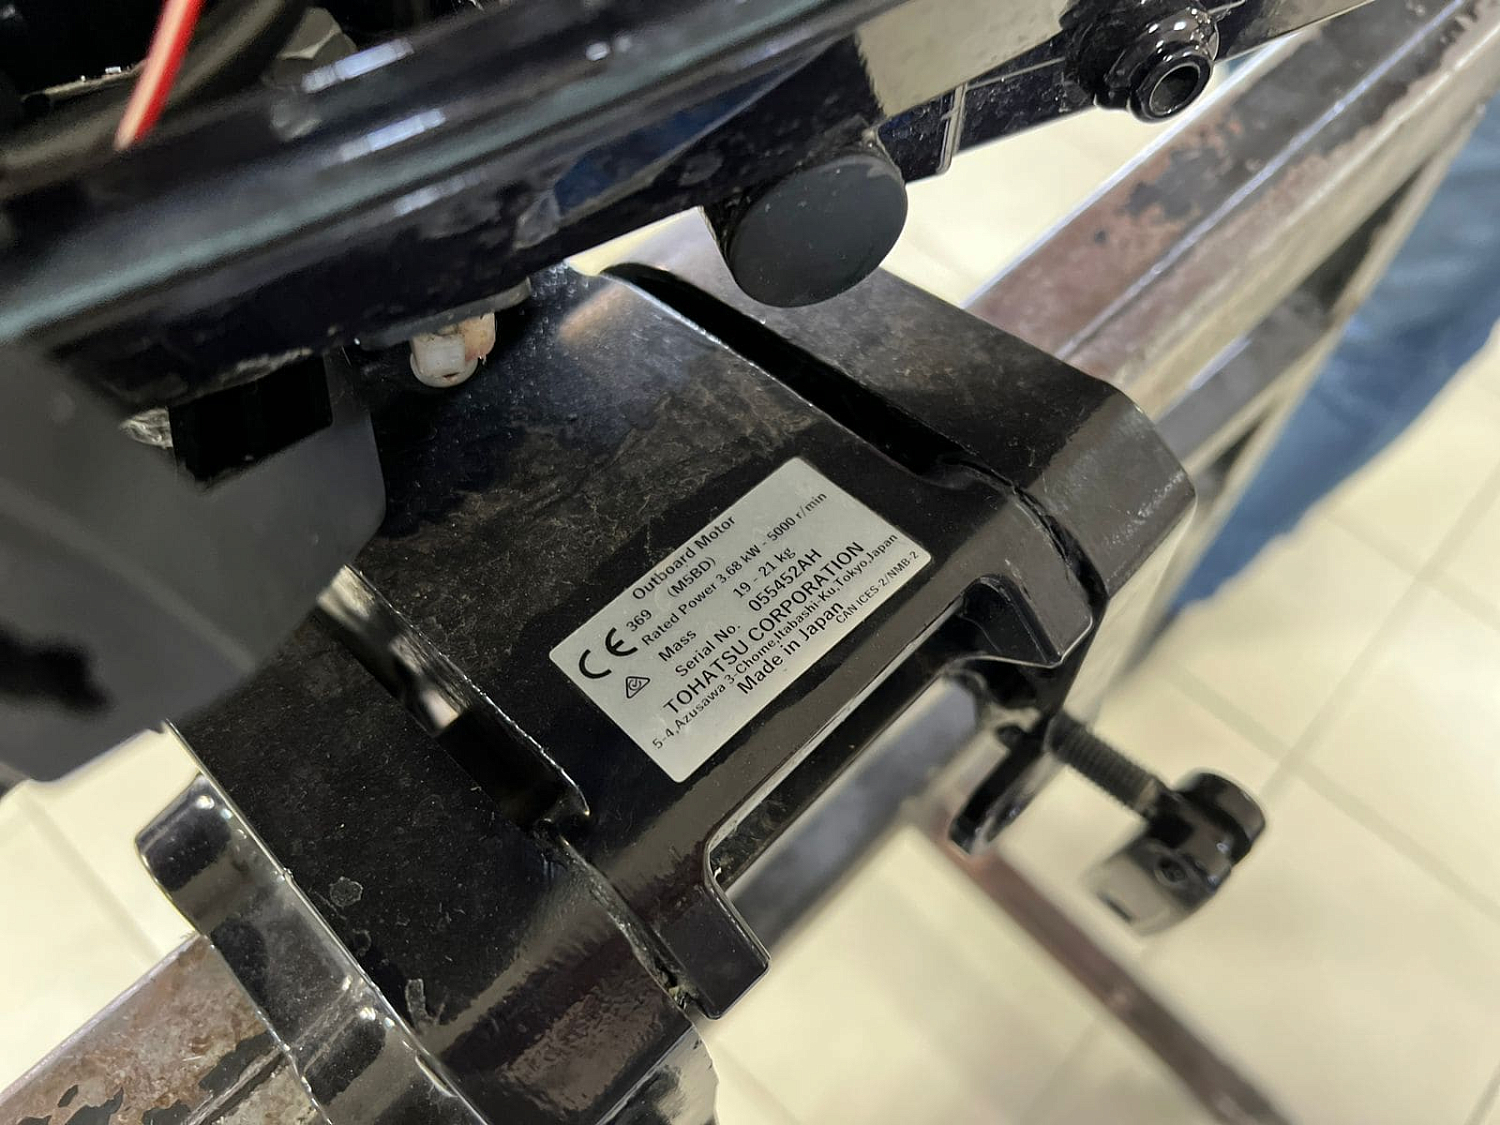 Outboard Motor
CE 369 (M5BD)
Rated Power 3.68 kW - 5000 r/min
Mass 19 - 21 kg
Serial No. 055452AH
TOHATSU CORPORATION
5-4,Azusawa 3-Chome,Itabashi-Ku,Tokyo,Japan
Made in Japan
CAN ICES-2/NMB-2